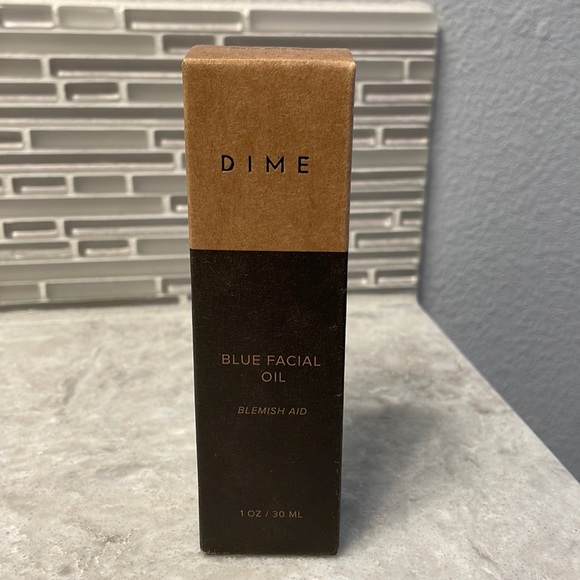 DIME
BLUE FACIAL
OIL
BLEMISH AID
1 OZ / 30 ML